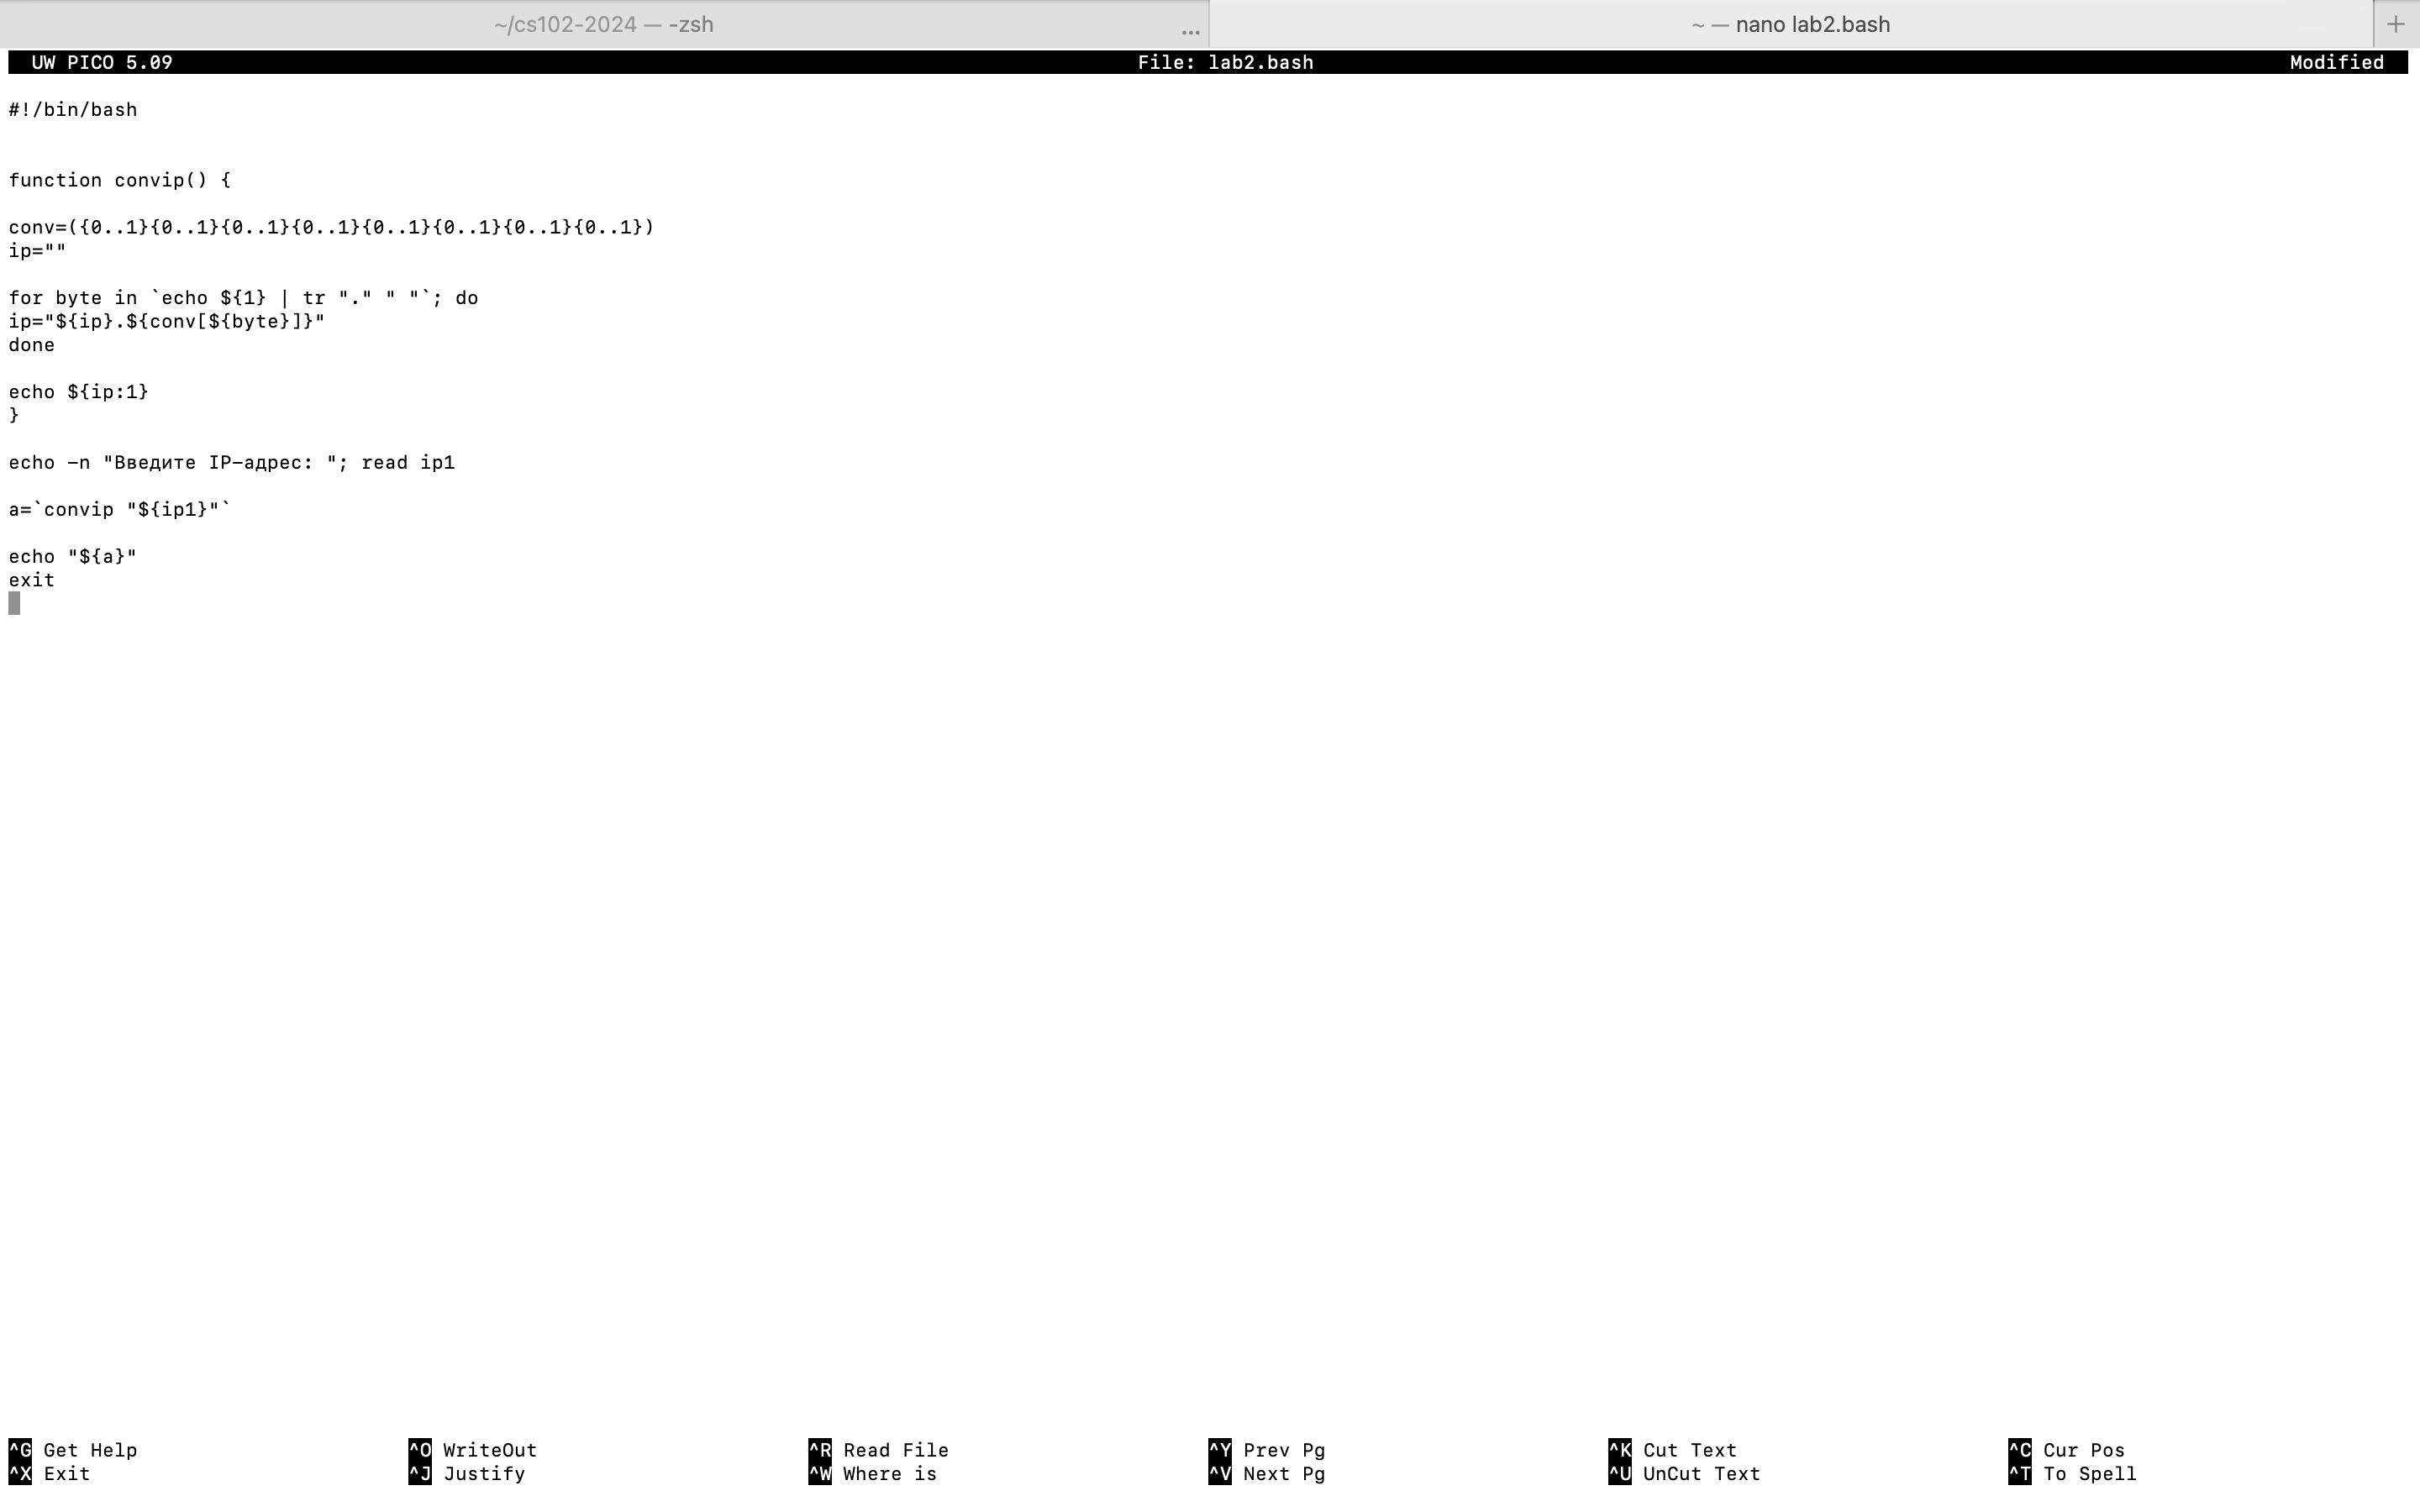 ~/cs102-2024 — -zsh
...
~ — nano lab2.bash
+
UW PICO 5.09 File: lab2.bash Modified
#!/bin/bash
function convip() {
conv=({0..1}{0..1}{0..1}{0..1}{0..1}{0..1}{0..1}{0..1})
ip=""
for byte in `echo ${1} | tr "." " "`; do
ip="${ip}.${conv[${byte}]}"
done
echo ${ip:1}
}
echo -n "Введите IP-адрес: "; read ip1
a=`convip "${ip1}"`
echo "${a}"
exit
^G Get Help ^O WriteOut ^R Read File ^Y Prev Pg ^K Cut Text ^C Cur Pos
^X Exit ^J Justify ^W Where is ^V Next Pg ^U UnCut Text ^T To Spell